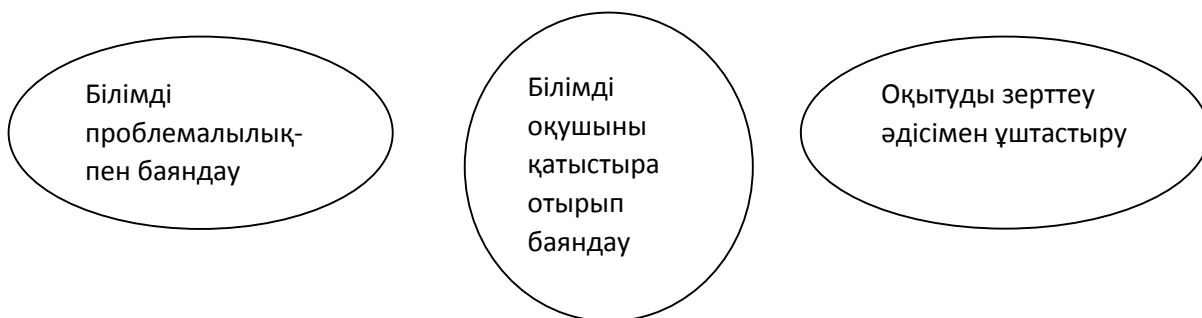 Білімді
проблемалылық-
пен баяндау
Білімді
оқушыны
қатыстыра
отырып
баяндау
Оқытуды зерттеу
әдісімен ұштастыру